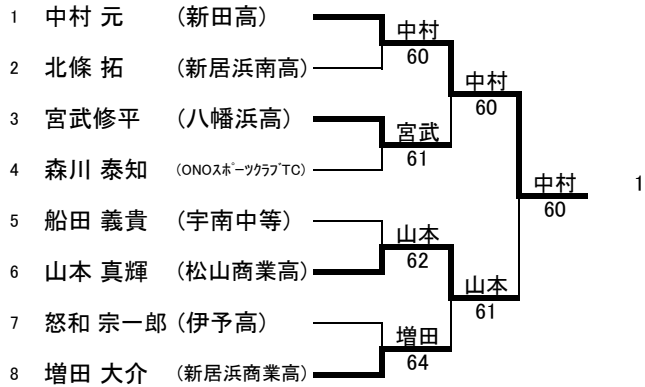 1 中村 元 (新田高)
中村
60
2 北條 拓 (新居浜南高)
中村
60
3 宮武修平 (八幡浜高)
宮武
61
4 森川 泰知 (ONOスポーツクラブTC)
中村
60
1
5 船田 義貴 (宇南中等)
山本
62
6 山本 真輝 (松山商業高)
山本
61
7 怒和 宗一郎 (伊予高)
増田
64
8 増田 大介 (新居浜商業高)